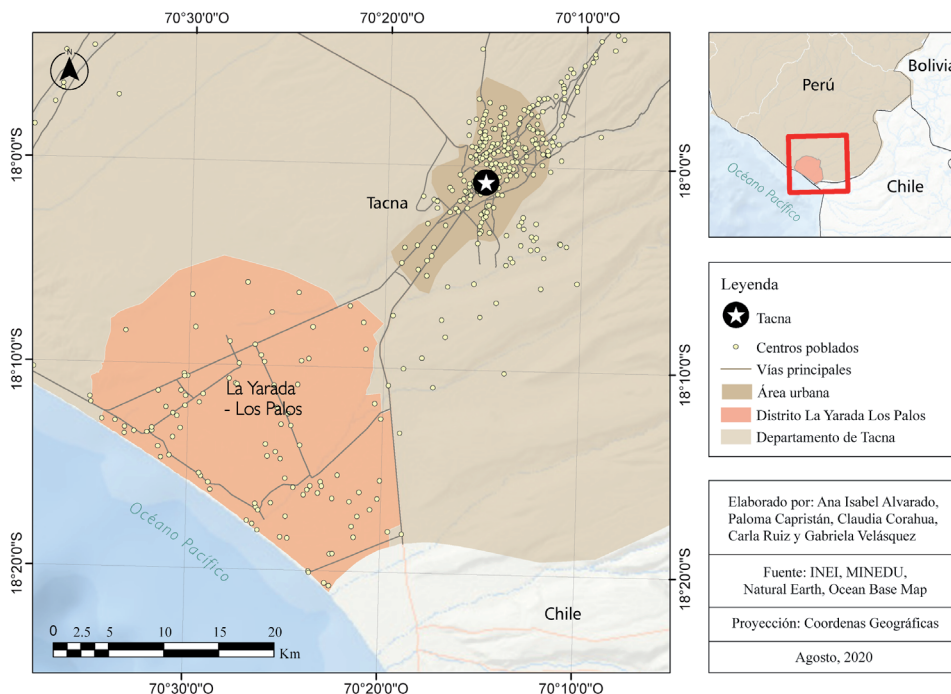 70°30'0"O
70°20'0"O
70°10'0"O
N
18°0'0"S
18°0'0"S
Tacna
18°10'0"S
18°10'0"S
La Yarada
- Los Palos
Océano Pacífico
18°20'0"S
18°20'0"S
Chile
0 2.5 5 10 15 20
Km
70°30'0"O
70°20'0"O
70°10'0"O
Bolivia
Perú
Océano Pacífico
Chile
Leyenda
Tacna
Centros poblados
Vías principales
Área urbana
Distrito La Yarada Los Palos
Departamento de Tacna
Elaborado por: Ana Isabel Alvarado,
Paloma Capristán, Claudia Corahua,
Carla Ruiz y Gabriela Velásquez
Fuente: INEI, MINEDU,
Natural Earth, Ocean Base Map
Proyección: Coordenas Geográficas
Agosto, 2020